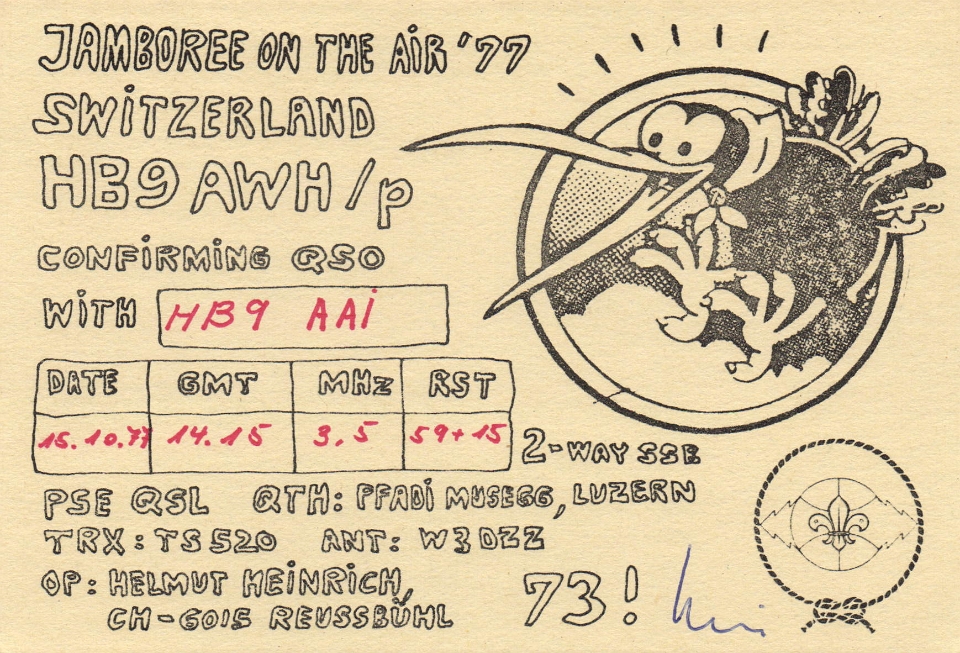 JAMBOREE ON THE AiR '77
SWiTZERLAND
HB9 AWH/p
CONFiRMiNG QSO
WiTH HB9 AAi
DATE GMT MHz RST
15.10.77 14.15 3,5 59+15
2-WAY SSB
PSE QSL QTH: PFADi MUSEGG, LUZERN
TRX: TS 520 ANT: W3DZZ
OP: HELMUT HEiNRiCH,
CH-6015 REUSSBÜHL
73!